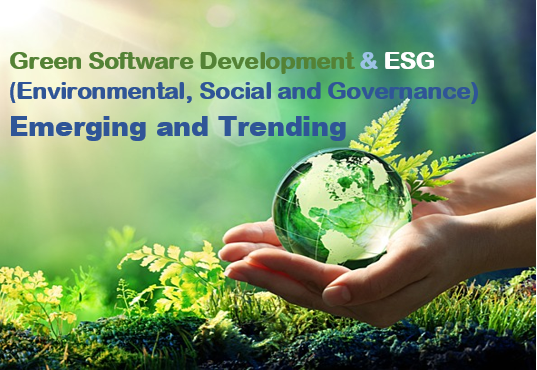 Green Software Development & ESG
(Environmental, Social and Governance)
Emerging and Trending